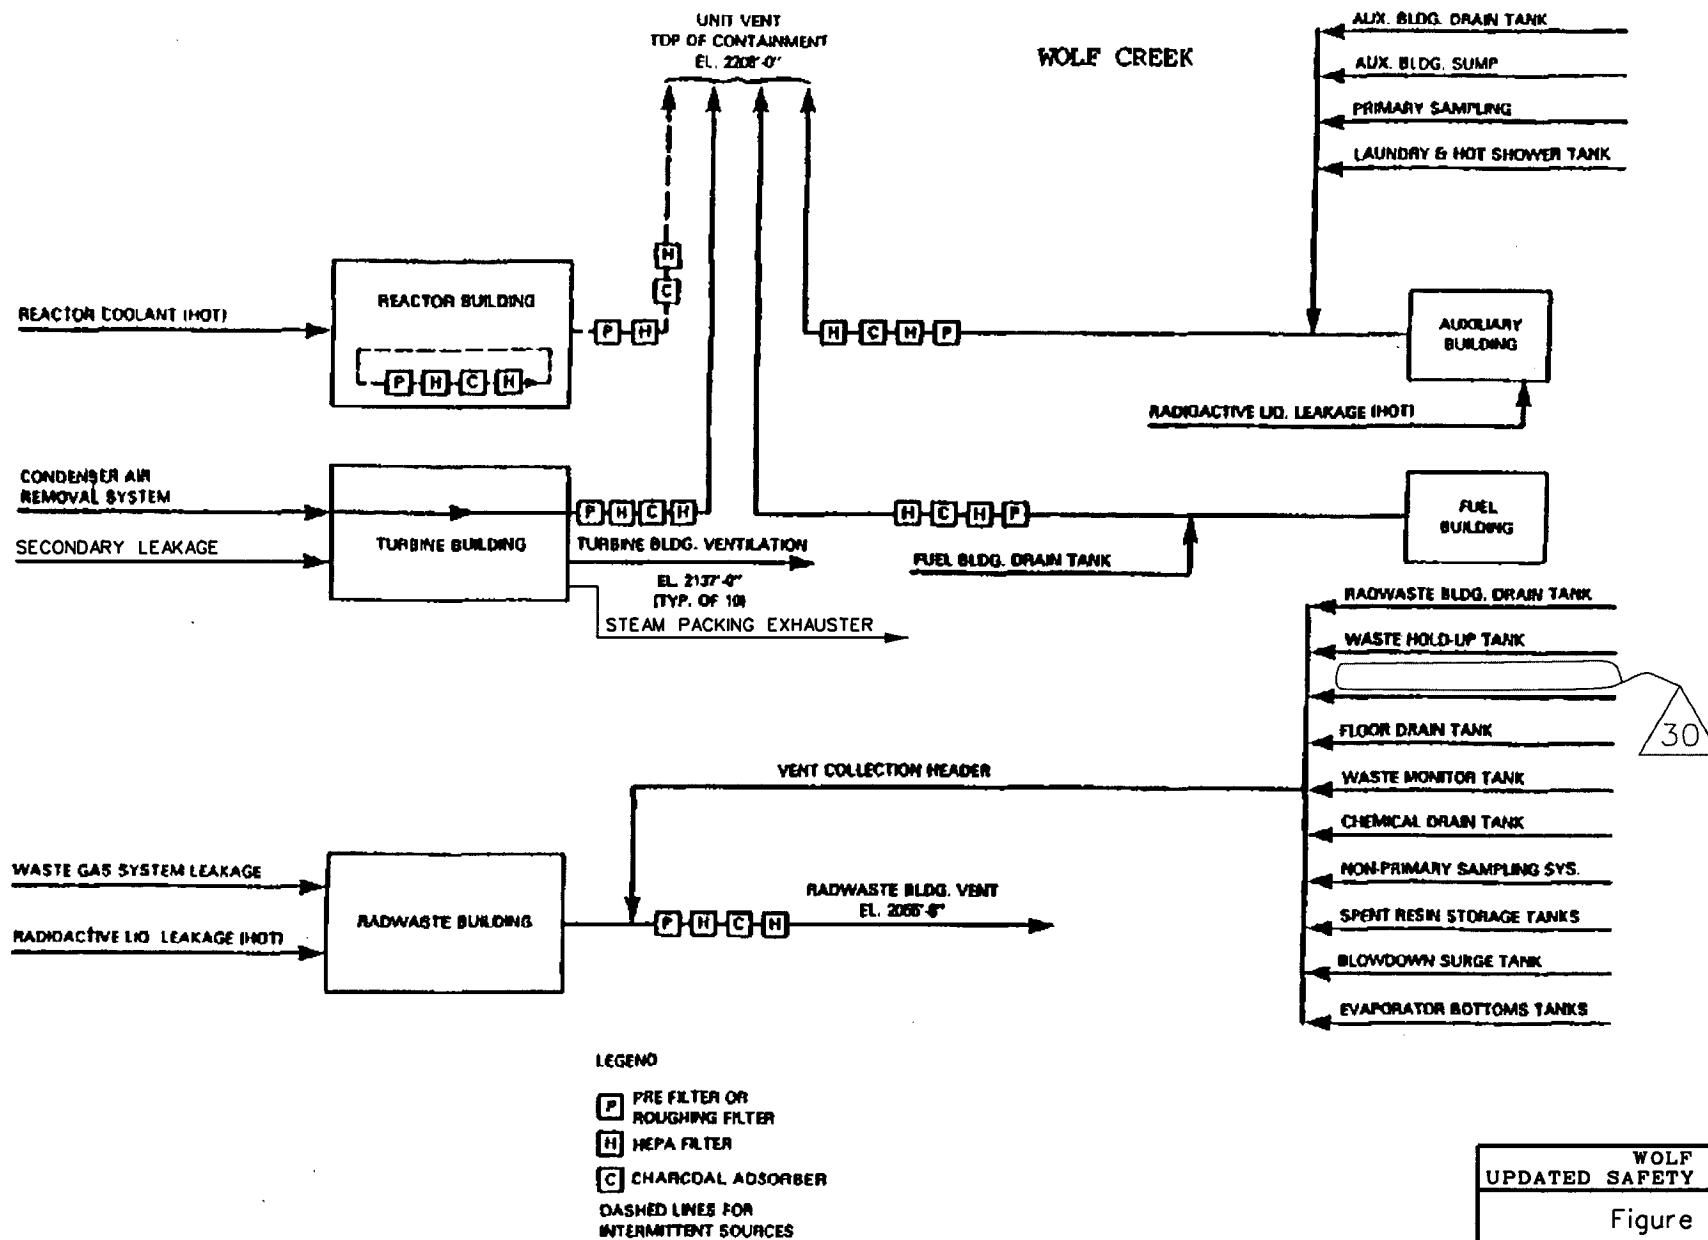 UNIT VENT
TOP OF CONTAINMENT
EL. 2208'-0"
WOLF CREEK
AUX. BLDG. DRAIN TANK
AUX. BLDG. SUMP
PRIMARY SAMPLING
LAUNDRY & HOT SHOWER TANK
REACTOR COOLANT (HOT)
REACTOR BUILDING
P H C H
P H
C
H
H C H P
AUXILIARY
BUILDING
RADIOACTIVE LIQ. LEAKAGE (HOT)
CONDENSER AIR
REMOVAL SYSTEM
SECONDARY LEAKAGE
TURBINE BUILDING
P H C H
TURBINE BLDG. VENTILATION
EL. 2137'-0"
(TYP. OF 10)
STEAM PACKING EXHAUSTER
H C H P
FUEL BLDG. DRAIN TANK
FUEL
BUILDING
RADWASTE BLDG. DRAIN TANK
WASTE HOLD-UP TANK
30
FLOOR DRAIN TANK
WASTE MONITOR TANK
CHEMICAL DRAIN TANK
NON-PRIMARY SAMPLING SYS.
SPENT RESIN STORAGE TANKS
BLOWDOWN SURGE TANK
EVAPORATOR BOTTOMS TANKS
VENT COLLECTION HEADER
WASTE GAS SYSTEM LEAKAGE
RADIOACTIVE LIQ. LEAKAGE (HOT)
RADWASTE BUILDING
P H C H
RADWASTE BLDG. VENT
EL.
LEGEND
P PRE FILTER OR
ROUGHING FILTER
H HEPA FILTER
C CHARCOAL ADSORBER
DASHED LINES FOR
INTERMITTENT SOURCES
WOLF
UPDATED SAFETY
Figure